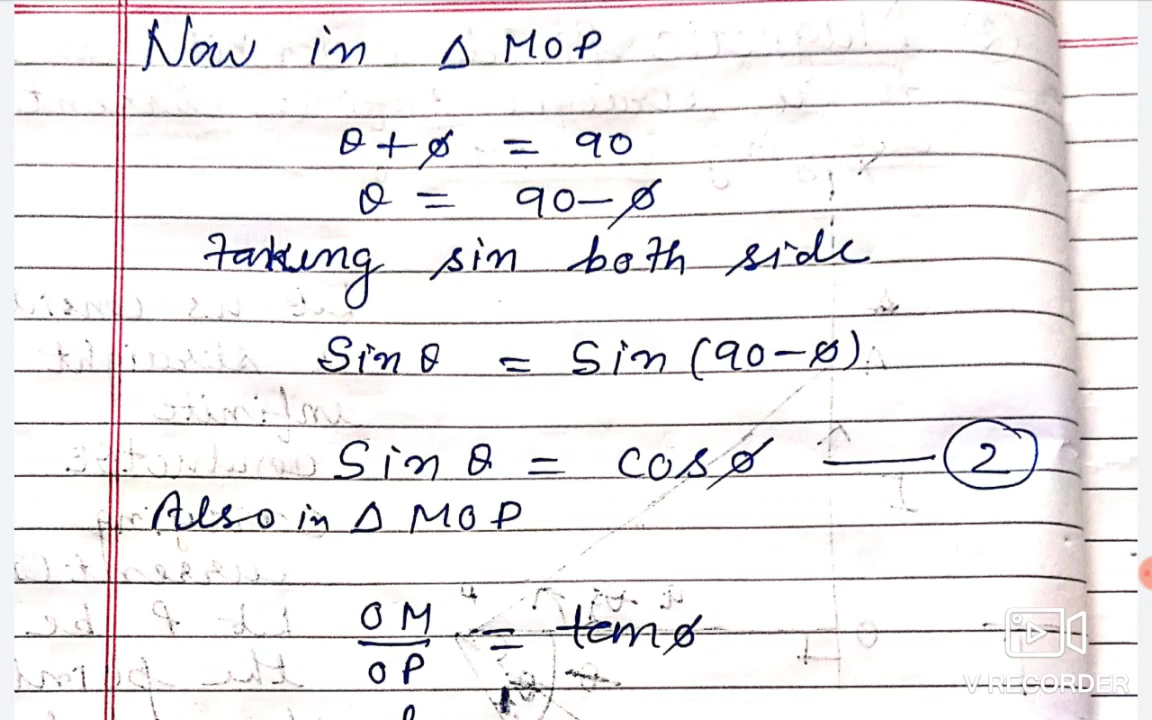 Now in Δ MOP
θ + ø = 90
θ = 90 - ø
taking sin both side
Sin θ = Sin (90 - ø)
Sin θ = cos ø — 2
Also in Δ MOP
OM
OP
= tan ø
V RECORDER